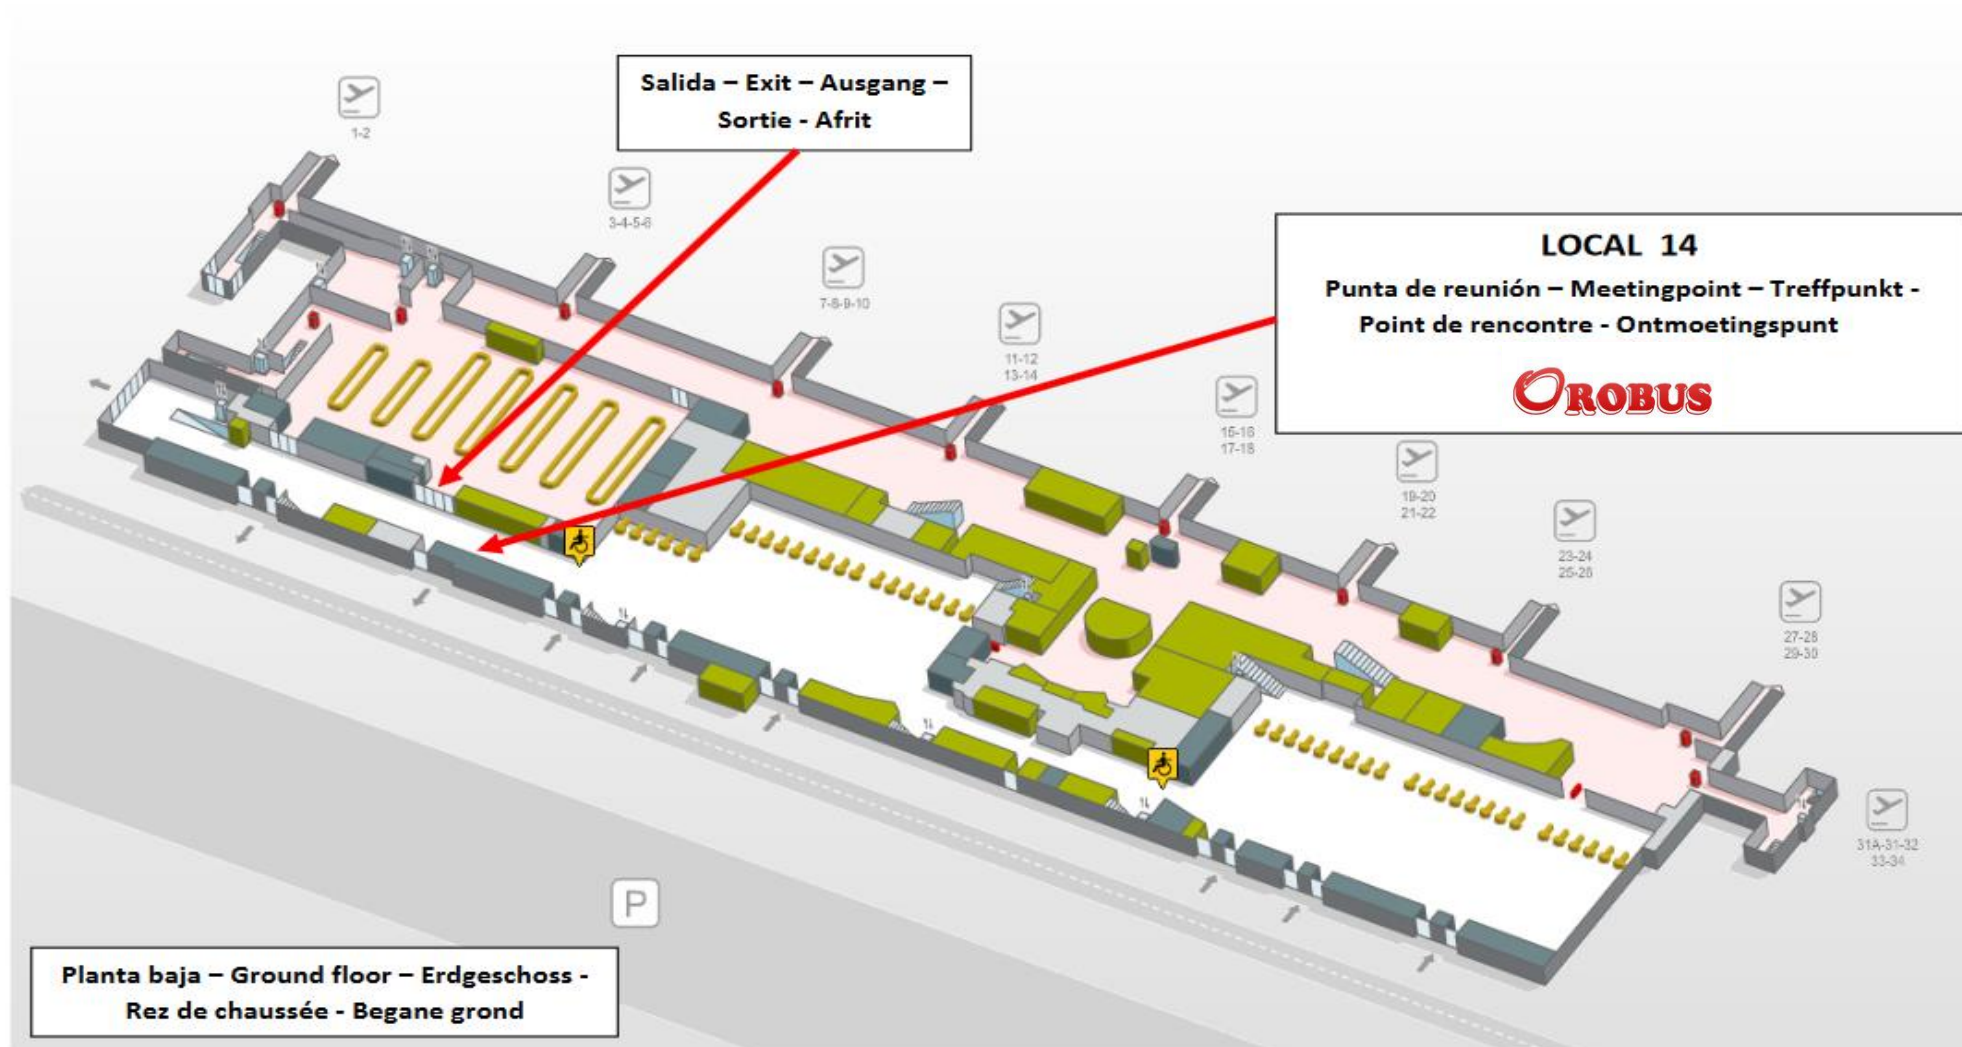 Salida – Exit – Ausgang –
Sortie - Afrit
1-2
3-4-5-6
7-8-9-10
11-12
13-14
LOCAL 14
Punta de reunión – Meetingpoint – Treffpunkt -
Point de rencontre - Ontmoetingspunt
OROBUS
15-16
17-18
19-20
21-22
23-24
25-26
27-28
29-30
31A-31-32
33-34
P
Planta baja – Ground floor – Erdgeschoss -
Rez de chaussée - Begane grond